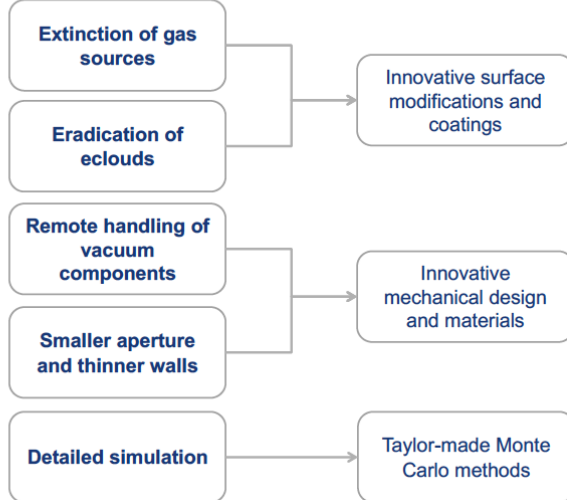 Extinction of gas
sources
Eradication of
eclouds
Innovative surface
modifications and
coatings
Remote handling of
vacuum
components
Smaller aperture
and thinner walls
Innovative
mechanical design
and materials
Detailed simulation
Taylor-made Monte
Carlo methods